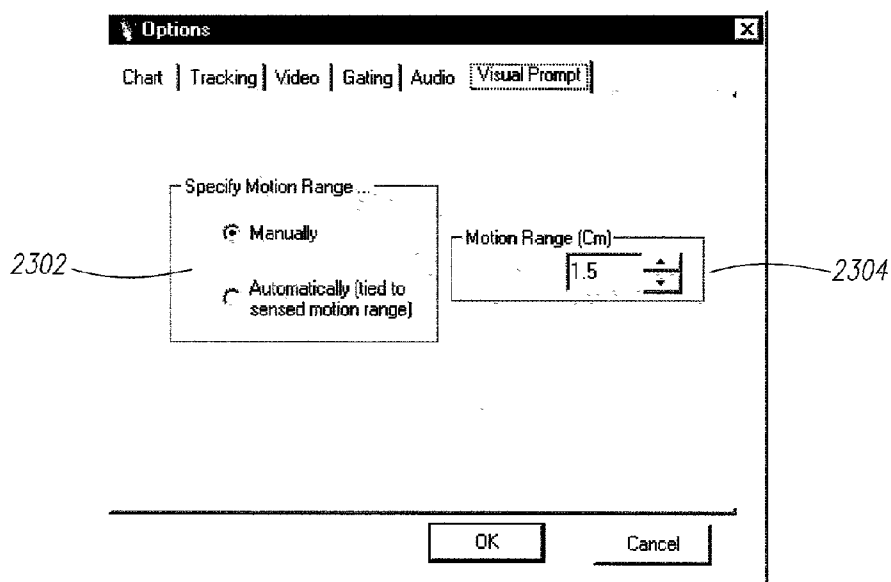 Options
Chart Tracking Video Gating Audio Visual Prompt
Specify Motion Range ...
Manually
Motion Range (Cm)
1.5
2302
2304
Automatically (tied to
sensed motion range)
OK Cancel